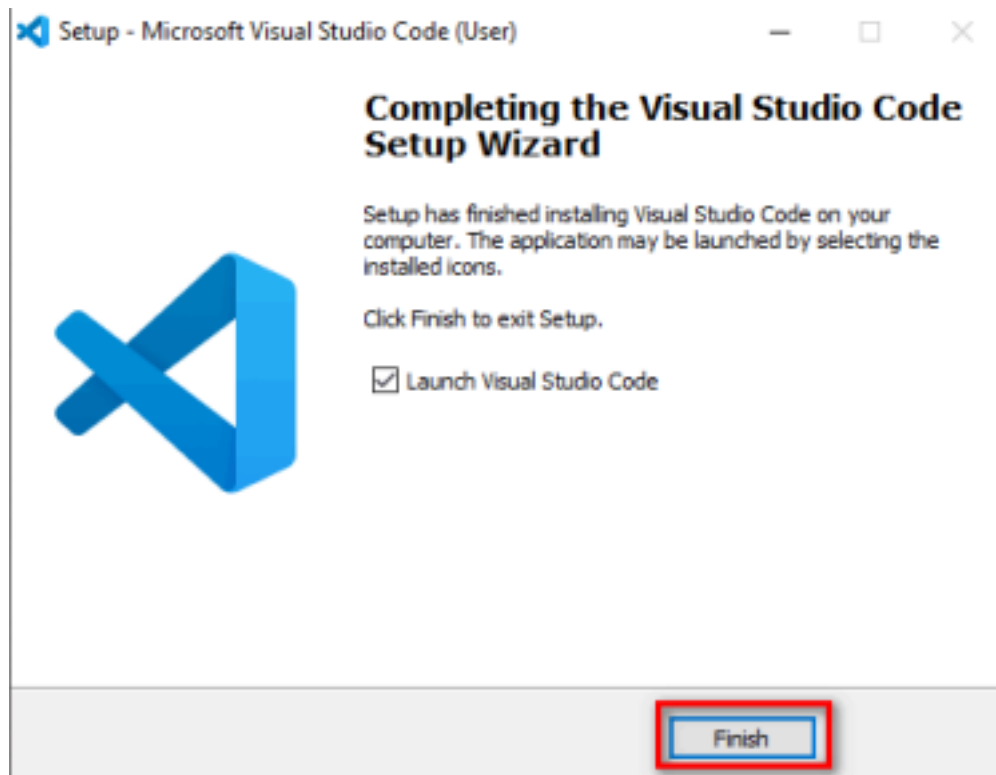 Setup - Microsoft Visual Studio Code (User)
Completing the Visual Studio Code
Setup Wizard
Setup has finished installing Visual Studio Code on your
computer. The application may be launched by selecting the
installed icons.
Click Finish to exit Setup.
Launch Visual Studio Code
Finish